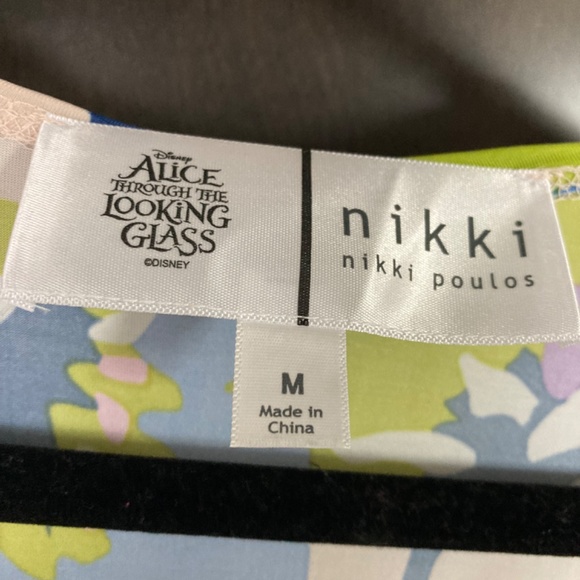 Disney
ALICE
THROUGH THE
LOOKING
GLASS
©DISNEY
nikki
nikki poulos
M
Made in
China